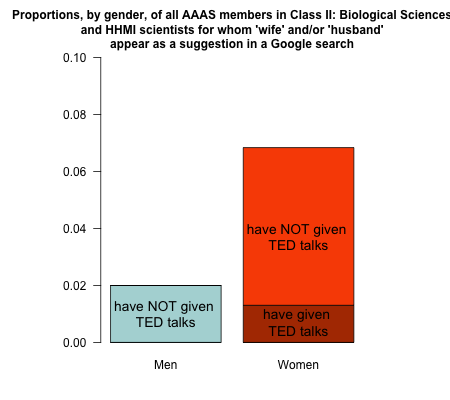 Proportions, by gender, of all AAAS members in Class II: Biological Sciences
and HHMI scientists for whom 'wife' and/or 'husband'
appear as a suggestion in a Google search
0.10
0.08
0.06
0.04
0.02
0.00
have NOT given
TED talks
have NOT given
TED talks
have given
TED talks
Men
Women